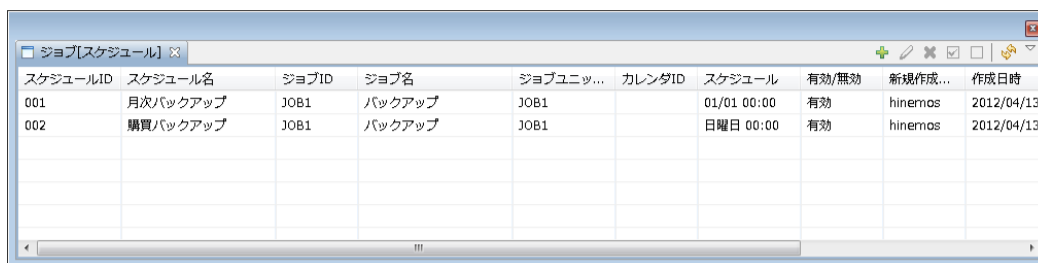 ジョブ[スケジュール]
スケジュールID スケジュール名 ジョブID ジョブ名 ジョブユニッ... カレンダID スケジュール 有効/無効 新規作成... 作成日時
001 月次バックアップ JOB1 バックアップ JOB1 01/01 00:00 有効 hinemos 2012/04/13
002 購買バックアップ JOB1 バックアップ JOB1 日曜日 00:00 有効 hinemos 2012/04/13